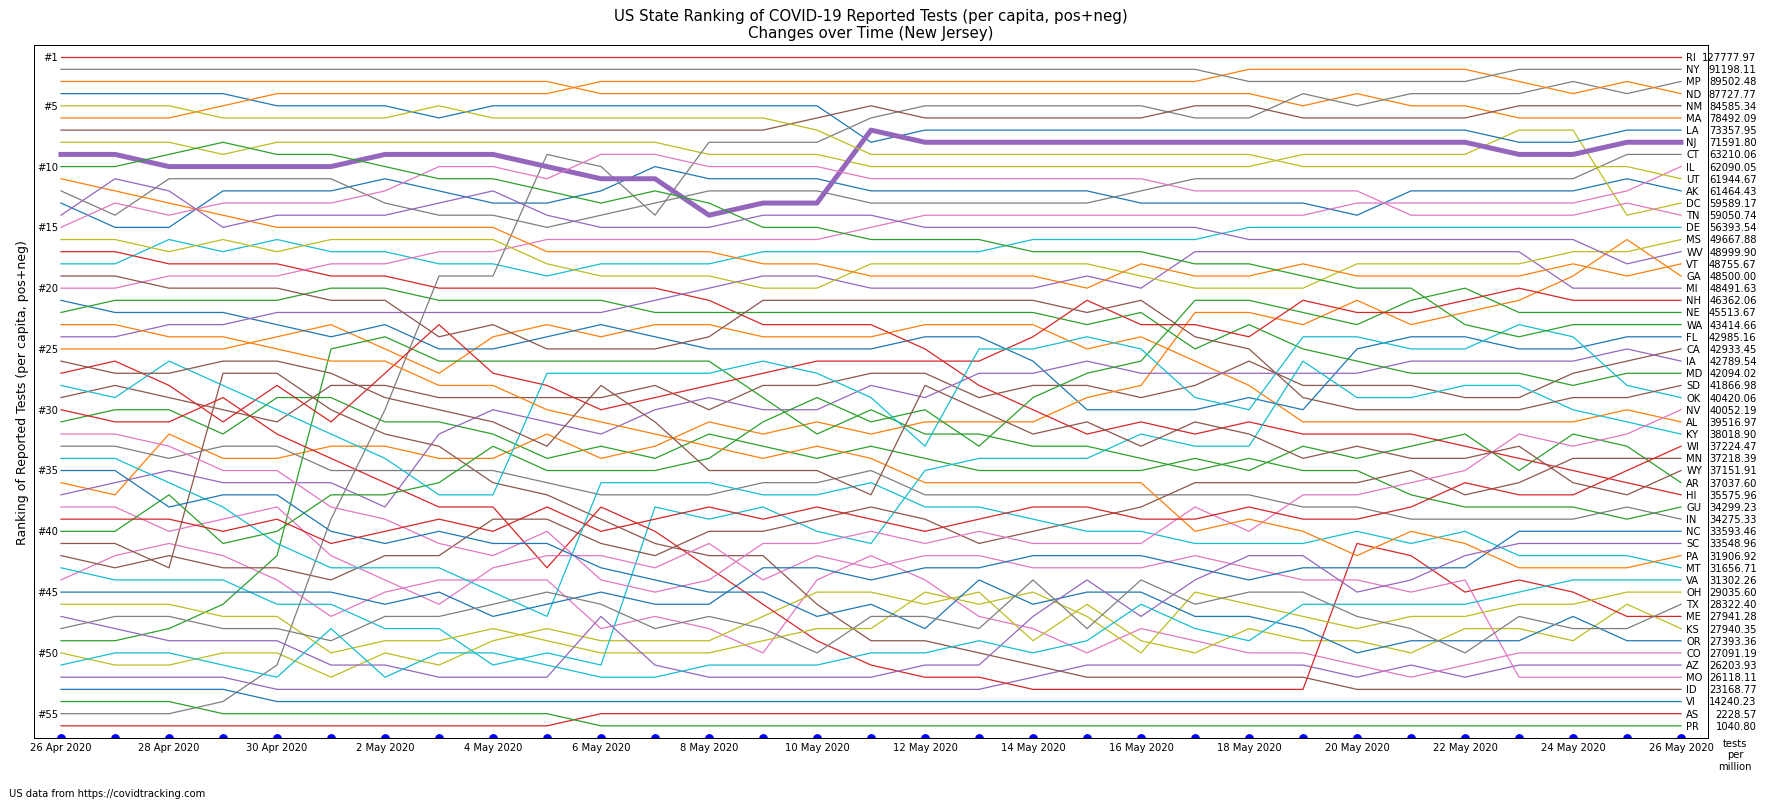 US State Ranking of COVID-19 Reported Tests (per capita, pos+neg)
Changes over Time (New Jersey)
Ranking of Reported Tests (per capita, pos+neg)
#1
#5
#10
#15
#20
#25
#30
#35
#40
#45
#50
#55
RI 127777.97
NY 91198.11
MP 89502.48
ND 87727.77
NM 84585.34
MA 78492.09
LA 73357.95
NJ 71591.80
CT 63210.06
IL 62090.05
UT 61944.67
AK 61464.43
DC 59589.17
TN 59050.74
DE 56393.54
MS 49667.88
WV 48999.90
VT 48755.67
GA 48500.00
MI 48491.63
NH 46362.06
NE 45513.67
WA 43414.66
FL 42985.16
CA 42933.45
IA 42789.54
MD 42094.02
SD 41866.98
OK 40420.06
NV 40052.19
AL 39516.97
KY 38018.90
WI 37224.47
MN 37218.39
WY 37151.91
AR 37037.60
HI 35575.96
GU 34299.23
IN 34275.33
NC 33593.46
SC 33548.96
PA 31906.92
MT 31656.71
VA 31302.26
OH 29035.60
TX 28322.40
ME 27941.28
KS 27940.35
OR 27393.36
CO 27091.19
AZ 26203.93
MO 26118.11
ID 23168.77
VI 14240.23
AS 2228.57
PR 1040.80
26 Apr 2020 28 Apr 2020 30 Apr 2020 2 May 2020 4 May 2020 6 May 2020 8 May 2020 10 May 2020 12 May 2020 14 May 2020 16 May 2020 18 May 2020 20 May 2020 22 May 2020 24 May 2020 26 May 2020
tests
per
million
US data from https://covidtracking.com